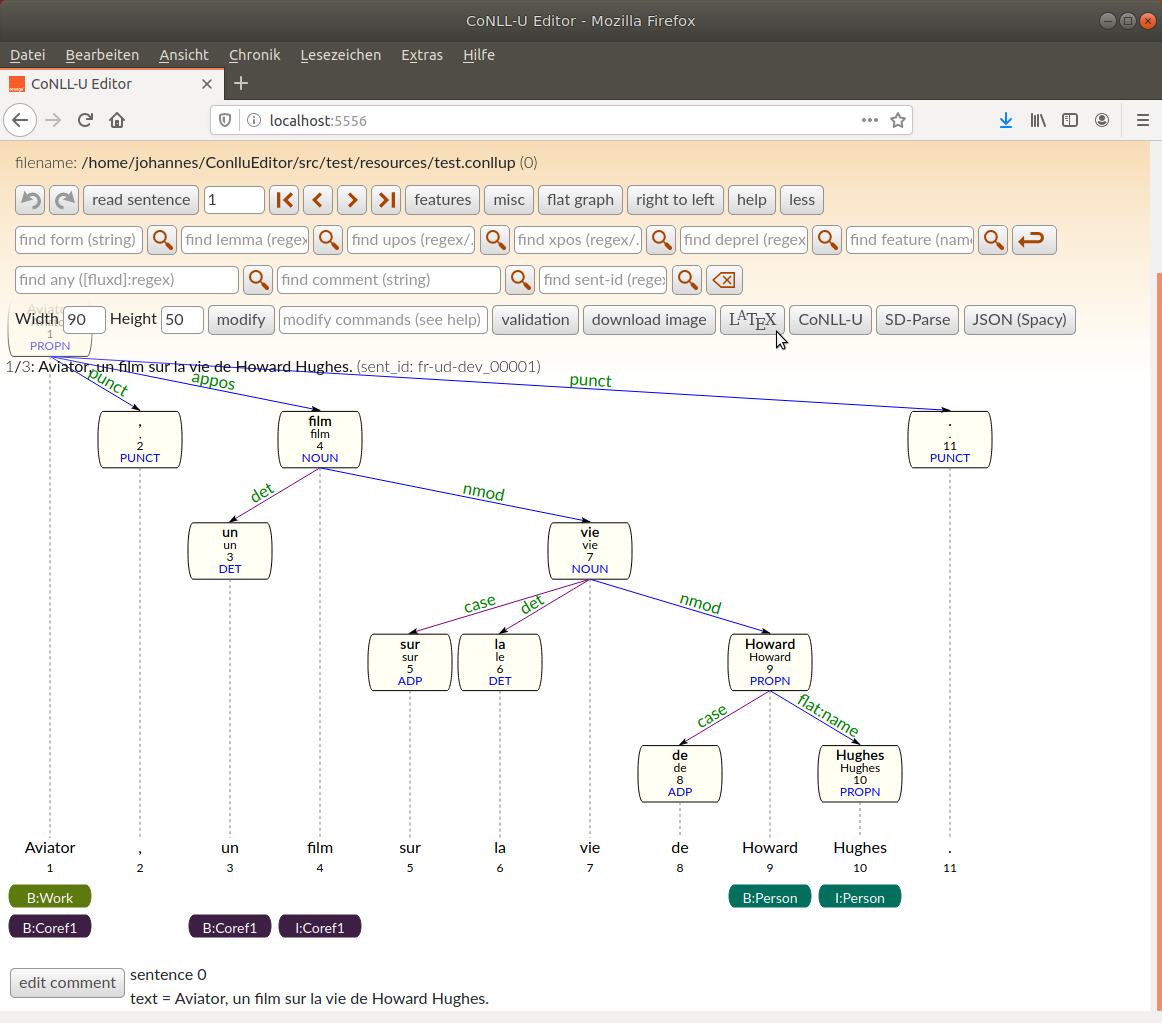 CoNLL-U Editor - Mozilla Firefox
Datei Bearbeiten Ansicht Chronik Lesezeichen Extras Hilfe
CoNLL-U Editor
localhost:5556
filename: /home/johannes/ConlluEditor/src/test/resources/test.conllup (0)
read sentence 1 features misc flat graph right to left help less
find form (string) find lemma (regex find upos (regex/. find xpos (regex/. find deprel (regex find feature (name
find any ([fluxd]:regex) find comment (string) find sent-id (regex
Aviator
Width 90 Height 50 modify modify commands (see help) validation download image LATEX CoNLL-U SD-Parse JSON (Spacy)
1
PROPN
1/3: Aviator, un film sur la vie de Howard Hughes. (sent_id: fr-ud-dev_00001)
punct appos punct
, film .
, film .
2 4 11
PUNCT NOUN PUNCT
det nmod
un vie
un vie
3 7
DET NOUN
case det nmod
sur la Howard
sur le Howard
5 6 9
ADP DET PROPN
case flat:name
de Hughes
de Hughes
8 10
ADP PROPN
Aviator , un film sur la vie de Howard Hughes .
1 2 3 4 5 6 7 8 9 10 11
B:Work B:Person I:Person
B:Coref1 B:Coref1 I:Coref1
edit comment sentence 0
text = Aviator, un film sur la vie de Howard Hughes.